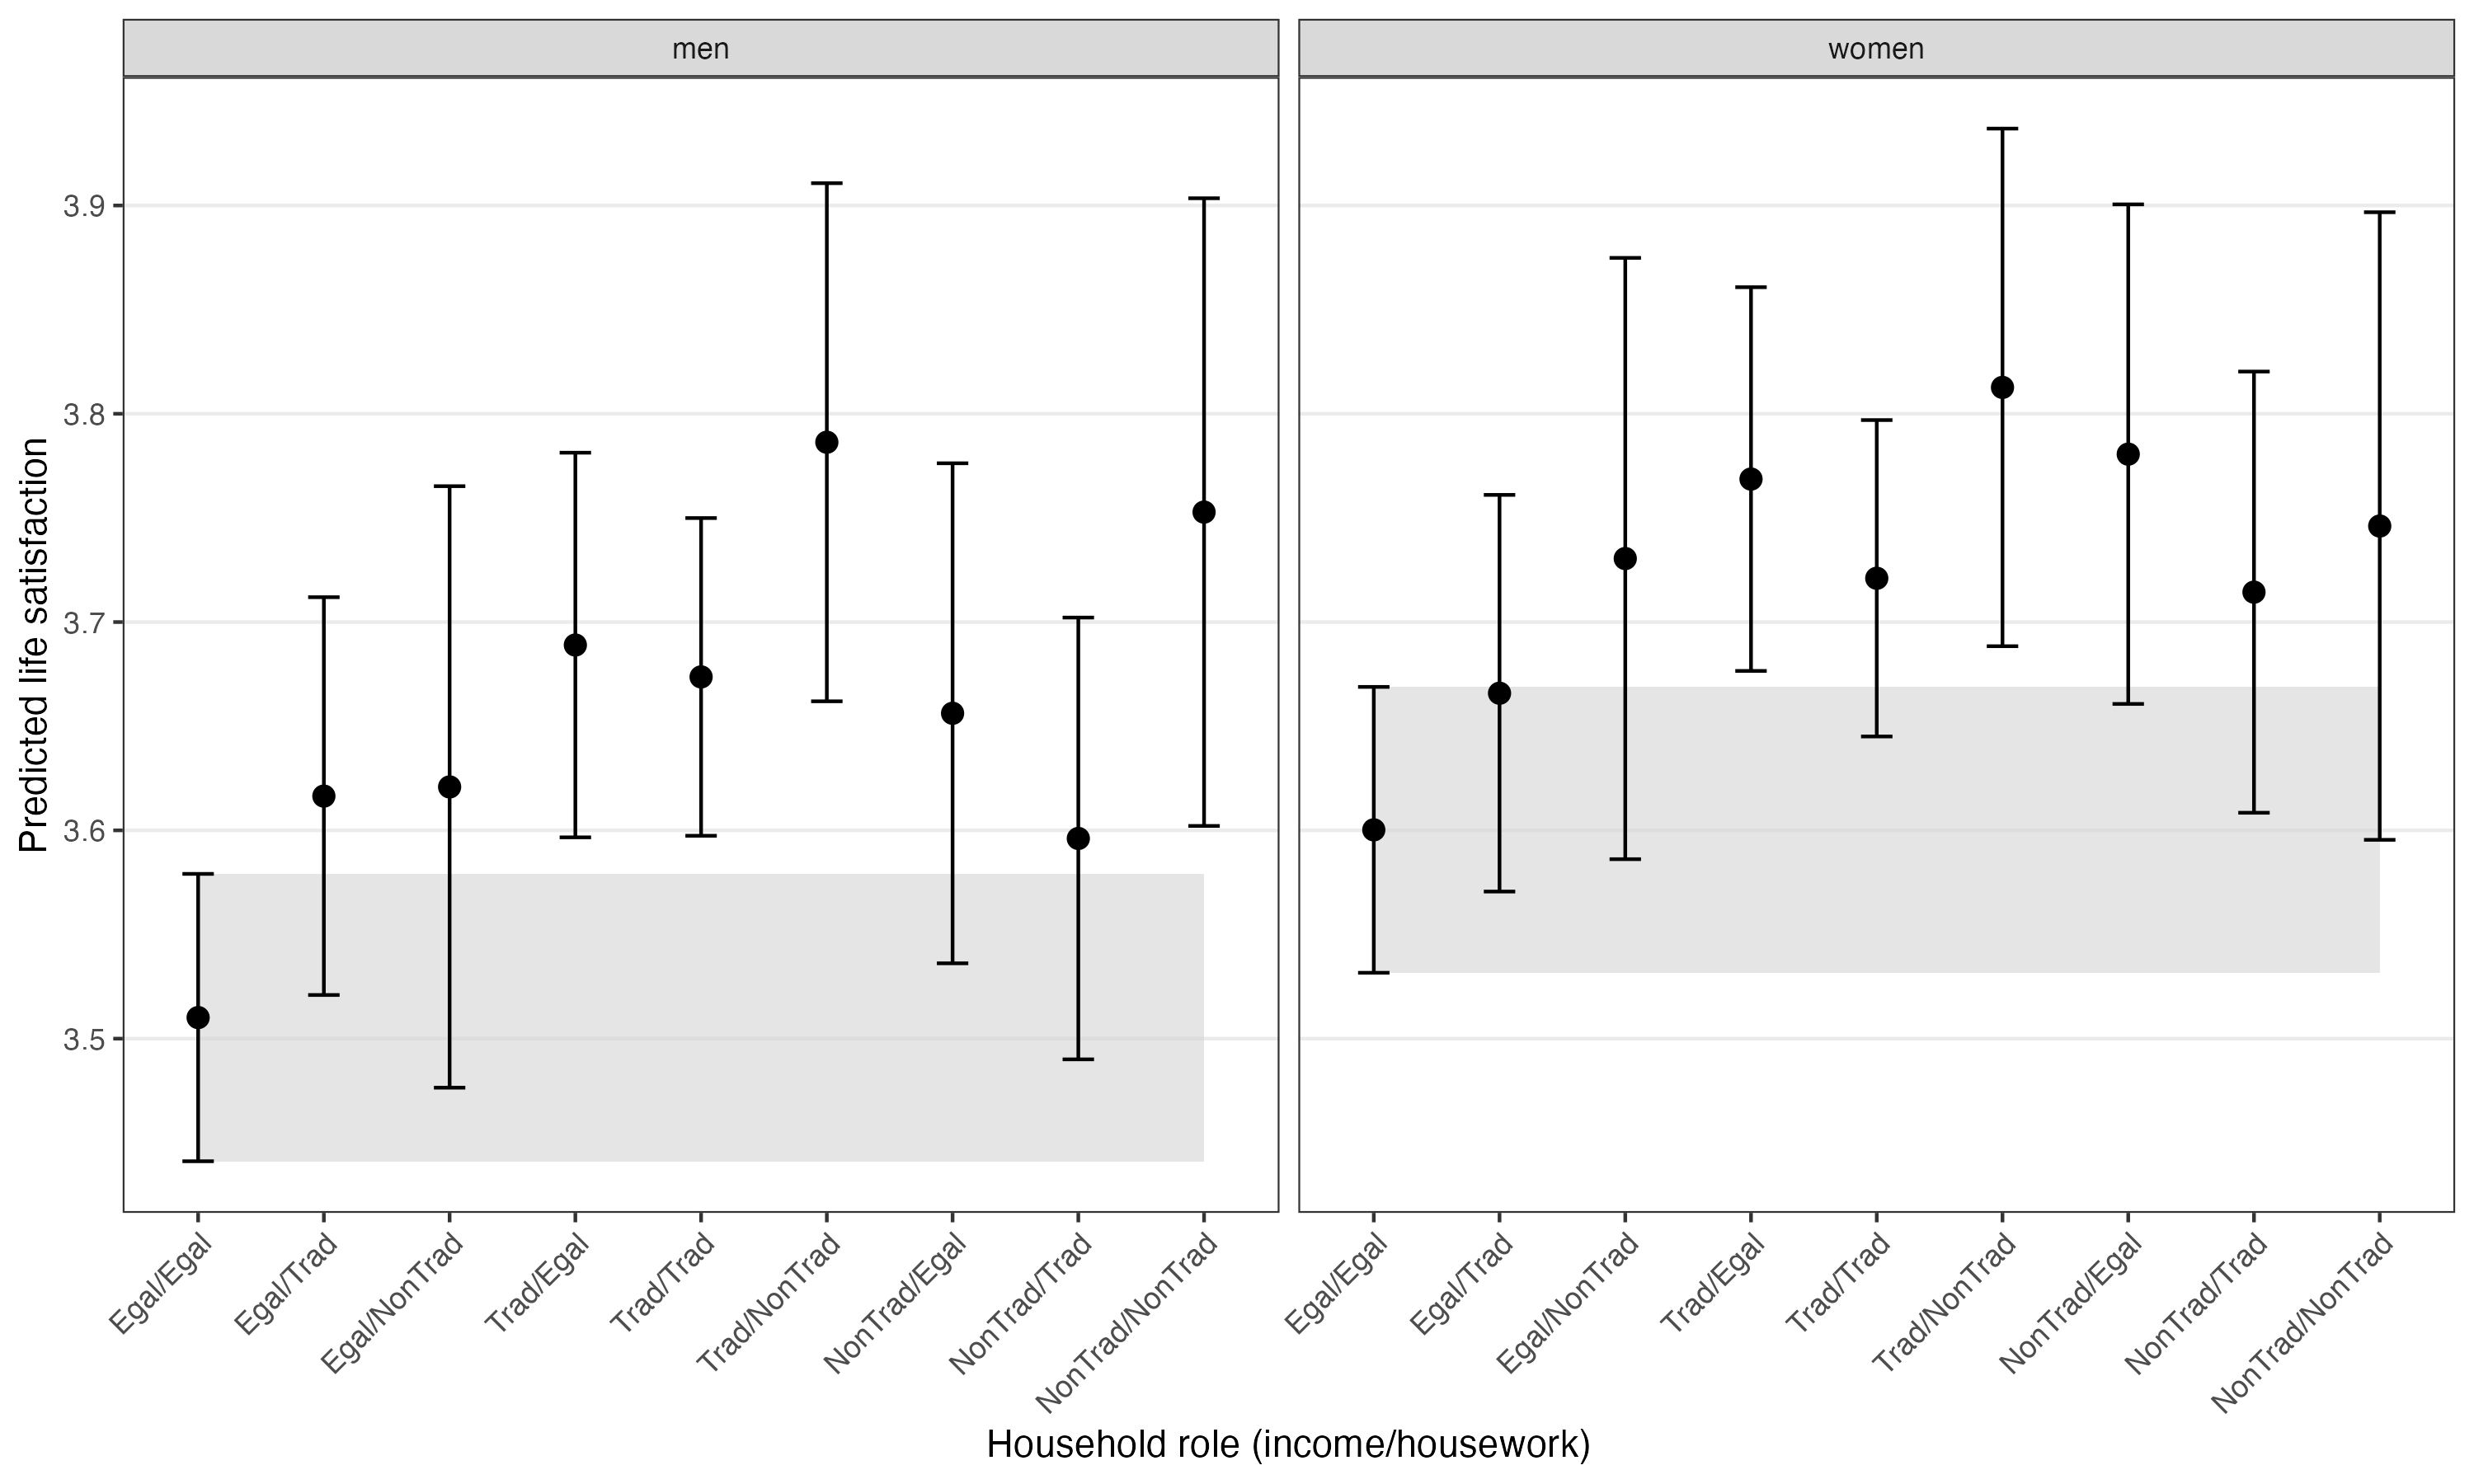 men
women
Predicted life satisfaction
3.9
3.8
3.7
3.6
3.5
Egal/Egal
Egal/Trad
Egal/NonTrad
Trad/Egal
Trad/Trad
Trad/NonTrad
NonTrad/Egal
NonTrad/Trad
NonTrad/NonTrad
Egal/Egal
Egal/Trad
Egal/NonTrad
Trad/Egal
Trad/Trad
Trad/NonTrad
NonTrad/Egal
NonTrad/Trad
NonTrad/NonTrad
Household role (income/housework)